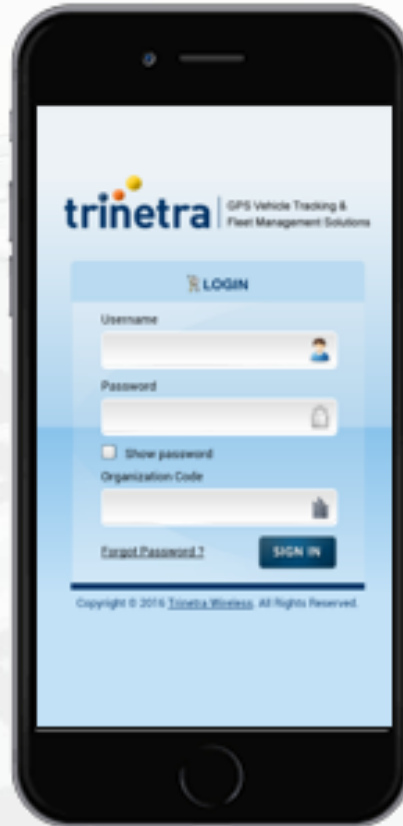 trinetra
GPS Vehicle Tracking &
Fleet Management Solutions
LOGIN
Username
Password
Show password
Organization Code
Forgot Password ?
SIGN IN
Copyright © 2016 Trinetra Wireless. All Rights Reserved.